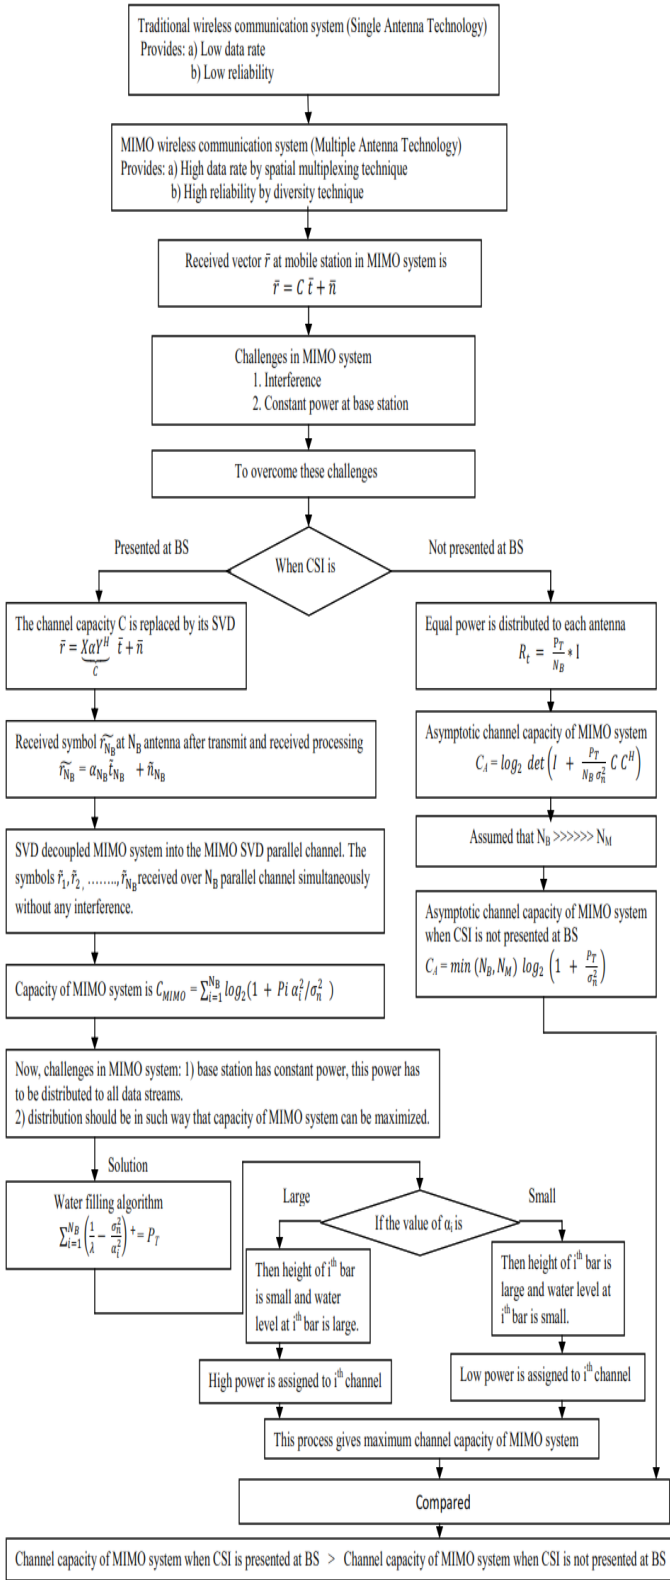 Traditional wireless communication system (Single Antenna Technology)
Provides: a) Low data rate
b) Low reliability
MIMO wireless communication system (Multiple Antenna Technology)
Provides: a) High data rate by spatial multiplexing technique
b) High reliability by diversity technique
Received vector r̄ at mobile station in MIMO system is
r̄ = C t̄ + n̄
Challenges in MIMO system
1. Interference
2. Constant power at base station
To overcome these challenges
When CSI is
Presented at BS
Not presented at BS
The channel capacity C is replaced by its SVD
r̄ = XαY^H t̄ + n̄
C
Received symbol r̃_N_B at N_B antenna after transmit and received processing
r̃_N_B = α_N_B t̃_N_B + ñ_N_B
SVD decoupled MIMO system into the MIMO SVD parallel channel. The
symbols r̃_1, r̃_2, ........, r̃_N_B received over N_B parallel channel simultaneously
without any interference.
Capacity of MIMO system is C_MIMO = ∑_{i=1}^{N_B} log_2(1 + Pi α_i^2/σ_n^2 )
Now, challenges in MIMO system: 1) base station has constant power, this power has
to be distributed to all data streams.
2) distribution should be in such way that capacity of MIMO system can be maximized.
Solution
Water filling algorithm
∑_{i=1}^{N_B} (1/λ − σ_n^2/α_i^2)^+ = P_T
Equal power is distributed to each antenna
R_t = P_T/N_B * I
Asymptotic channel capacity of MIMO system
C_A = log_2 det (I + P_T/(N_B σ_n^2) C C^H)
Assumed that N_B >>>>>> N_M
Asymptotic channel capacity of MIMO system
when CSI is not presented at BS
C_A = min (N_B, N_M) log_2 (1 + P_T/σ_n^2)
If the value of α_i is
Large
Small
Then height of i^th bar
is small and water
level at i^th bar is large.
Then height of i^th bar is
large and water level at
i^th bar is small.
High power is assigned to i^th channel
Low power is assigned to i^th channel
This process gives maximum channel capacity of MIMO system
Compared
Channel capacity of MIMO system when CSI is presented at BS > Channel capacity of MIMO system when CSI is not presented at BS